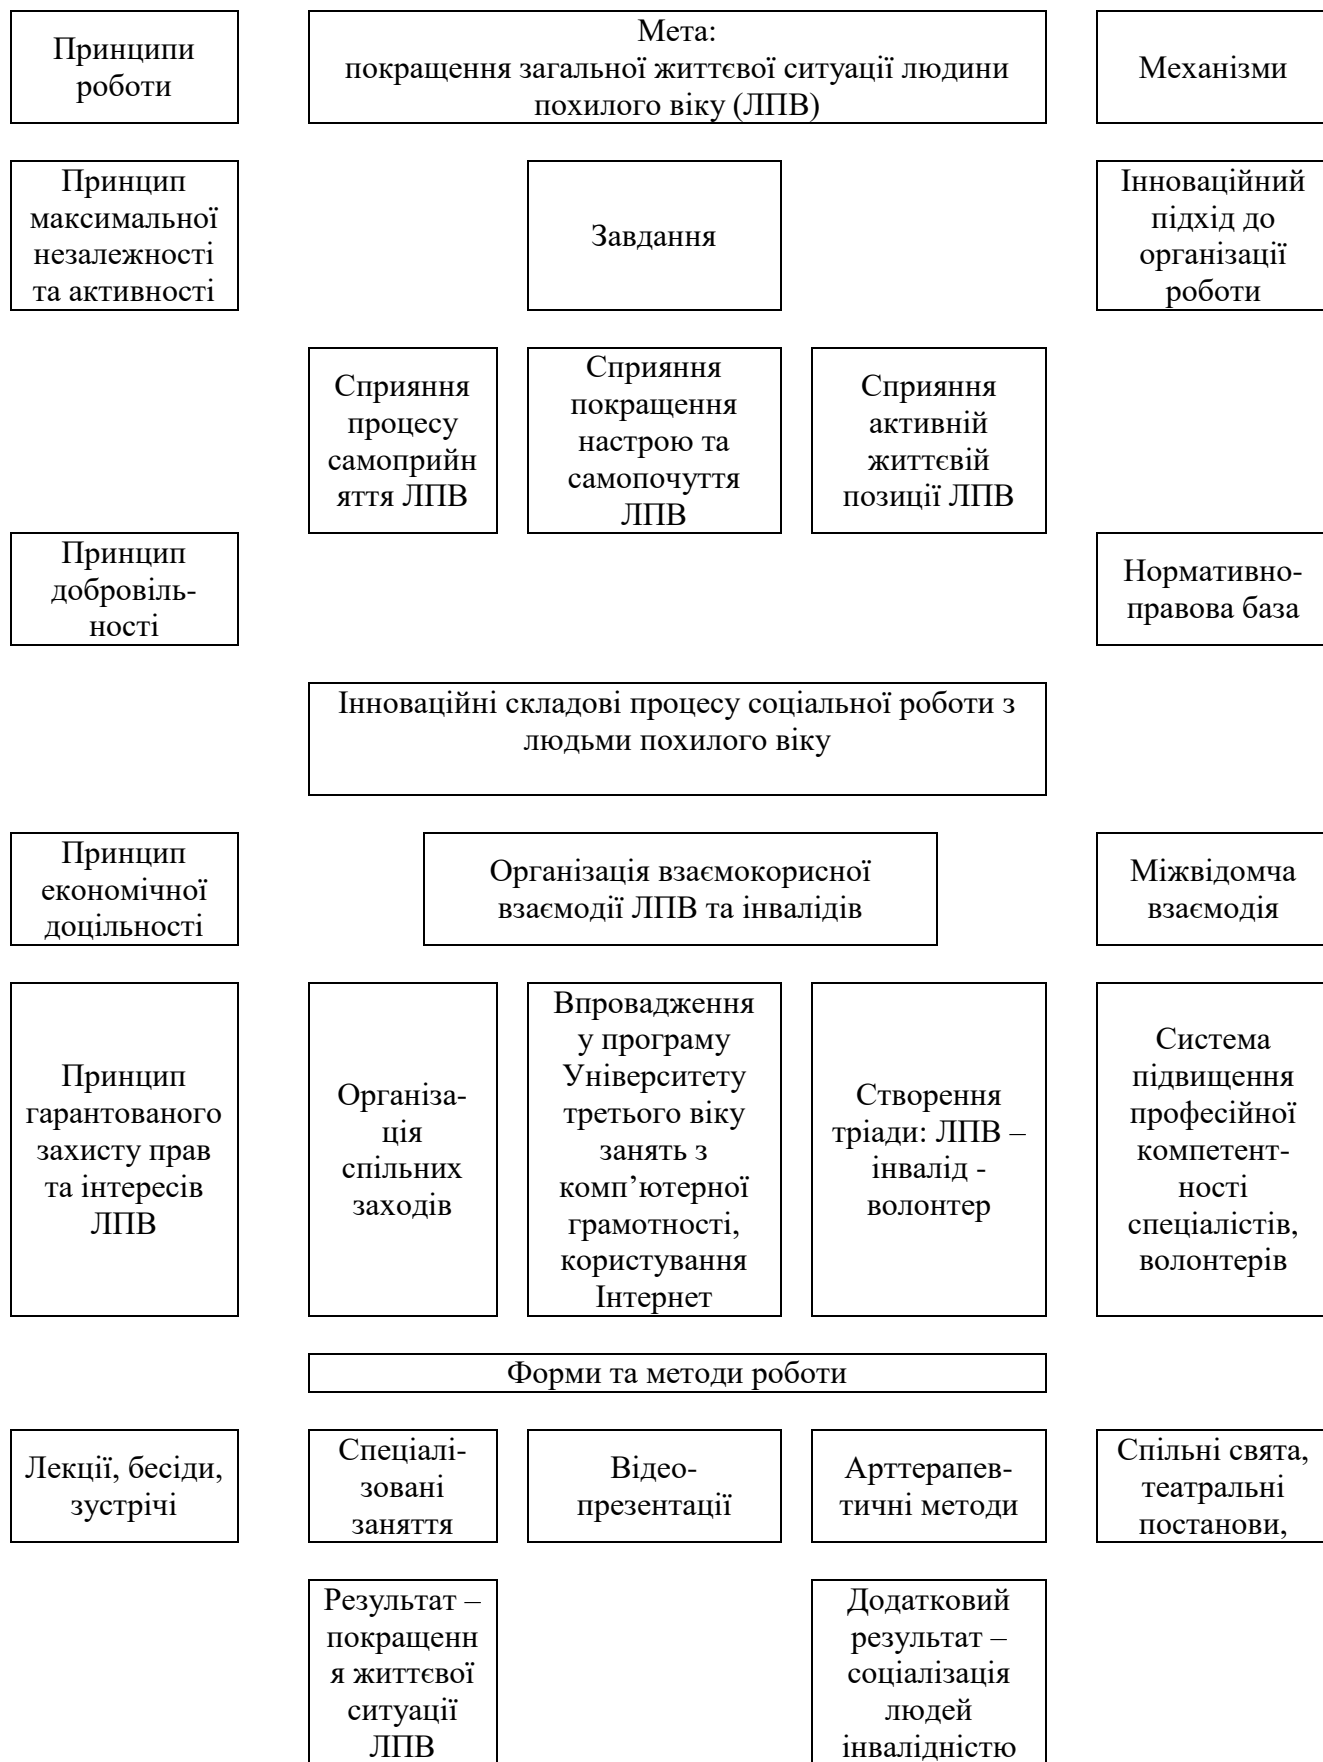 Принципи
роботи
Мета:
покращення загальної життєвої ситуації людини
похилого віку (ЛПВ)
Механізми
Принцип
максимальної
незалежності
та активності
Завдання
Інноваційний
підхід до
організації
роботи
Сприяння
процесу
самоприйн
яття ЛПВ
Сприяння
покращення
настрою та
самопочуття
ЛПВ
Сприяння
активній
життєвій
позиції ЛПВ
Принцип
добровіль-
ності
Нормативно-
правова база
Інноваційні складові процесу соціальної роботи з
людьми похилого віку
Принцип
економічної
доцільності
Організація взаємокорисної
взаємодії ЛПВ та інвалідів
Міжвідомча
взаємодія
Принцип
гарантованого
захисту прав
та інтересів
ЛПВ
Організа-
ція
спільних
заходів
Впровадження
у програму
Університету
третього віку
занять з
комп’ютерної
грамотності,
користування
Інтернет
Створення
тріади: ЛПВ –
інвалід -
волонтер
Система
підвищення
професійної
компетент-
ності
спеціалістів,
волонтерів
Форми та методи роботи
Лекції, бесіди,
зустрічі
Спеціалі-
зовані
заняття
Відео-
презентації
Арттерапев-
тичні методи
Спільні свята,
театральні
постанови,
Результат –
покращенн
я життєвої
ситуації
ЛПВ
Додатковий
результат –
соціалізація
людей
інвалідністю